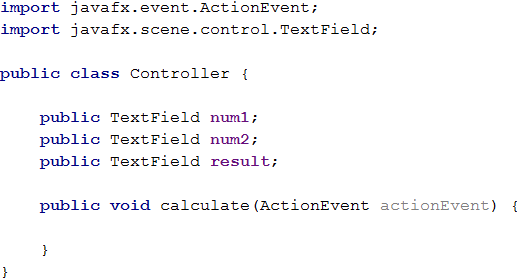 import javafx.event.ActionEvent;
import javafx.scene.control.TextField;
public class Controller {
public TextField num1;
public TextField num2;
public TextField result;
public void calculate(ActionEvent actionEvent) {
}
}